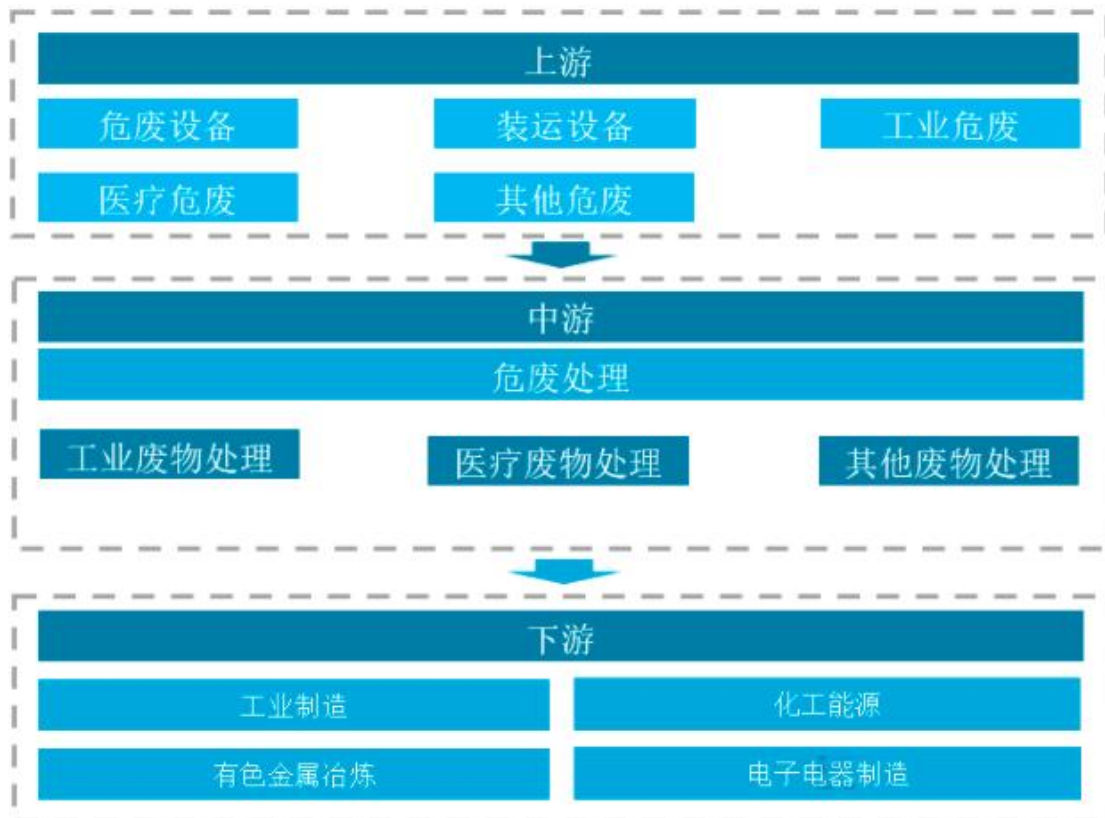 上游
危废设备 装运设备 工业危废
医疗危废 其他危废
中游
危废处理
工业废物处理 医疗废物处理 其他废物处理
下游
工业制造 化工能源
有色金属冶炼 电子电器制造